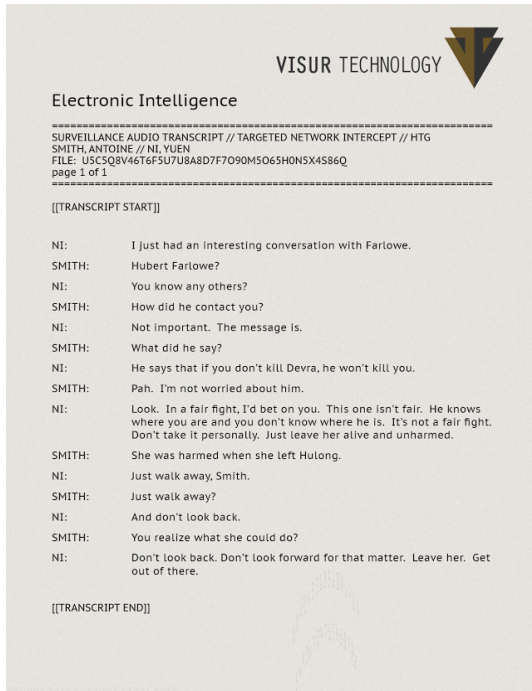 VISUR TECHNOLOGY
Electronic Intelligence
================================================================================
SURVEILLANCE AUDIO TRANSCRIPT // TARGETED NETWORK INTERCEPT // HTG
SMITH, ANTOINE // NI, YUEN
FILE: U5C5Q8V46T6F5U7U8A8D7F7O90M5O65H0N5X4S86Q
page 1 of 1
================================================================================
[[TRANSCRIPT START]]
NI: I just had an interesting conversation with Farlowe.
SMITH: Hubert Farlowe?
NI: You know any others?
SMITH: How did he contact you?
NI: Not important. The message is.
SMITH: What did he say?
NI: He says that if you don't kill Devra, he won't kill you.
SMITH: Pah. I'm not worried about him.
NI: Look. In a fair fight, I'd bet on you. This one isn't fair. He knows
where you are and you don't know where he is. It's not a fair fight.
Don't take it personally. Just leave her alive and unharmed.
SMITH: She was harmed when she left Hulong.
NI: Just walk away, Smith.
SMITH: Just walk away?
NI: And don't look back.
SMITH: You realize what she could do?
NI: Don't look back. Don't look forward for that matter. Leave her. Get
out of there.
[[TRANSCRIPT END]]